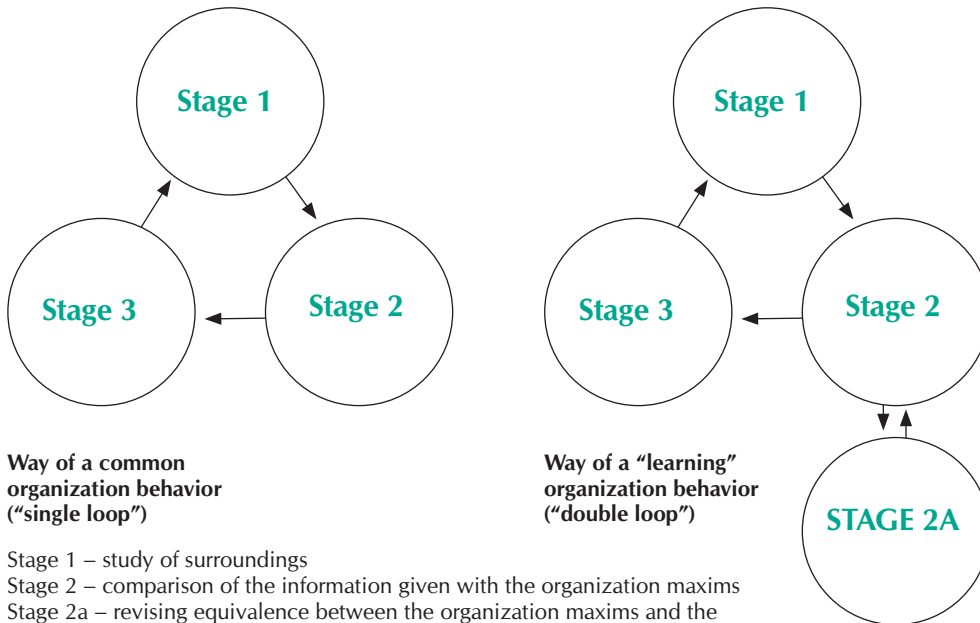 Stage 1
Stage 3
Stage 2
Way of a common
organization behavior
(“single loop”)
Stage 1
Stage 3
Stage 2
STAGE 2A
Way of a “learning”
organization behavior
(“double loop”)
Stage 1 – study of surroundings
Stage 2 – comparison of the information given with the organization maxims
Stage 2a – revising equivalence between the organization maxims and the